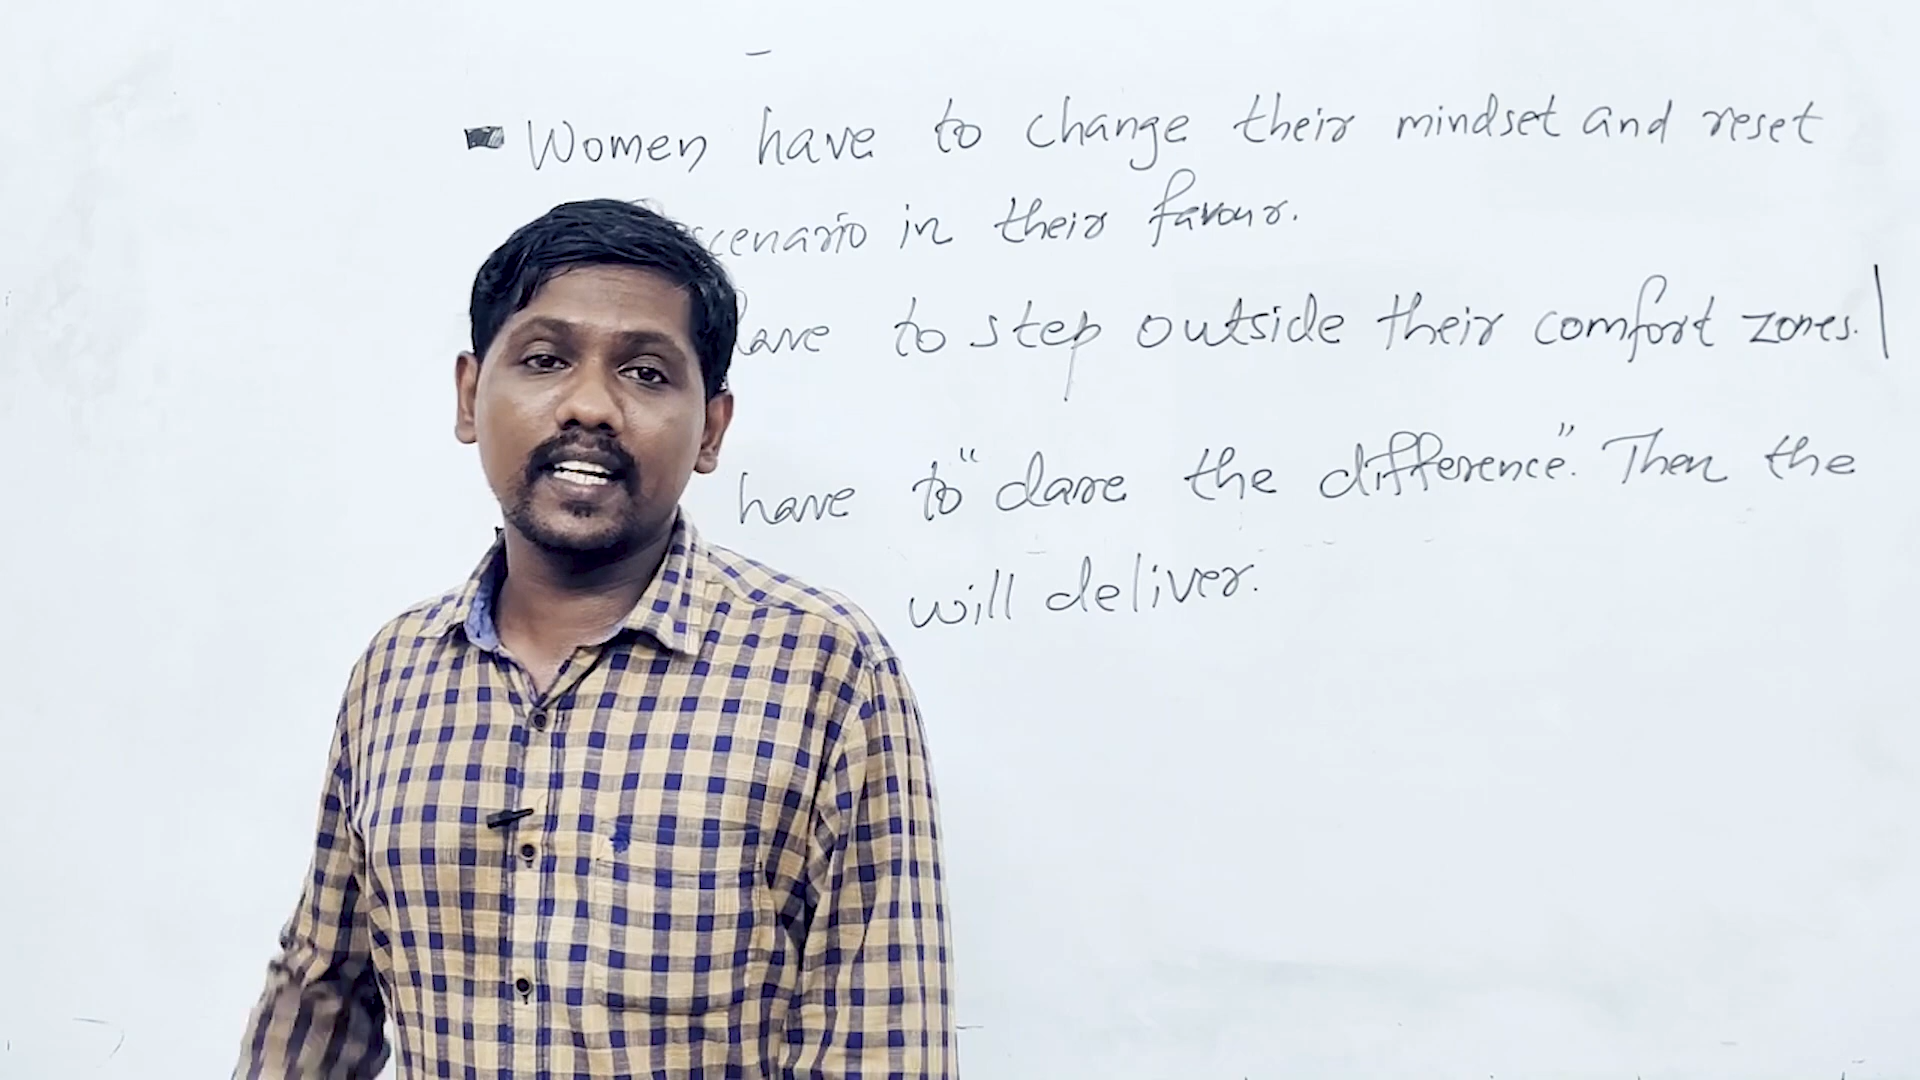 Women have to change their mindset and reset
scenario in their favour.
have to step outside their comfort zones.
have to "dare the difference". Then the
will deliver.